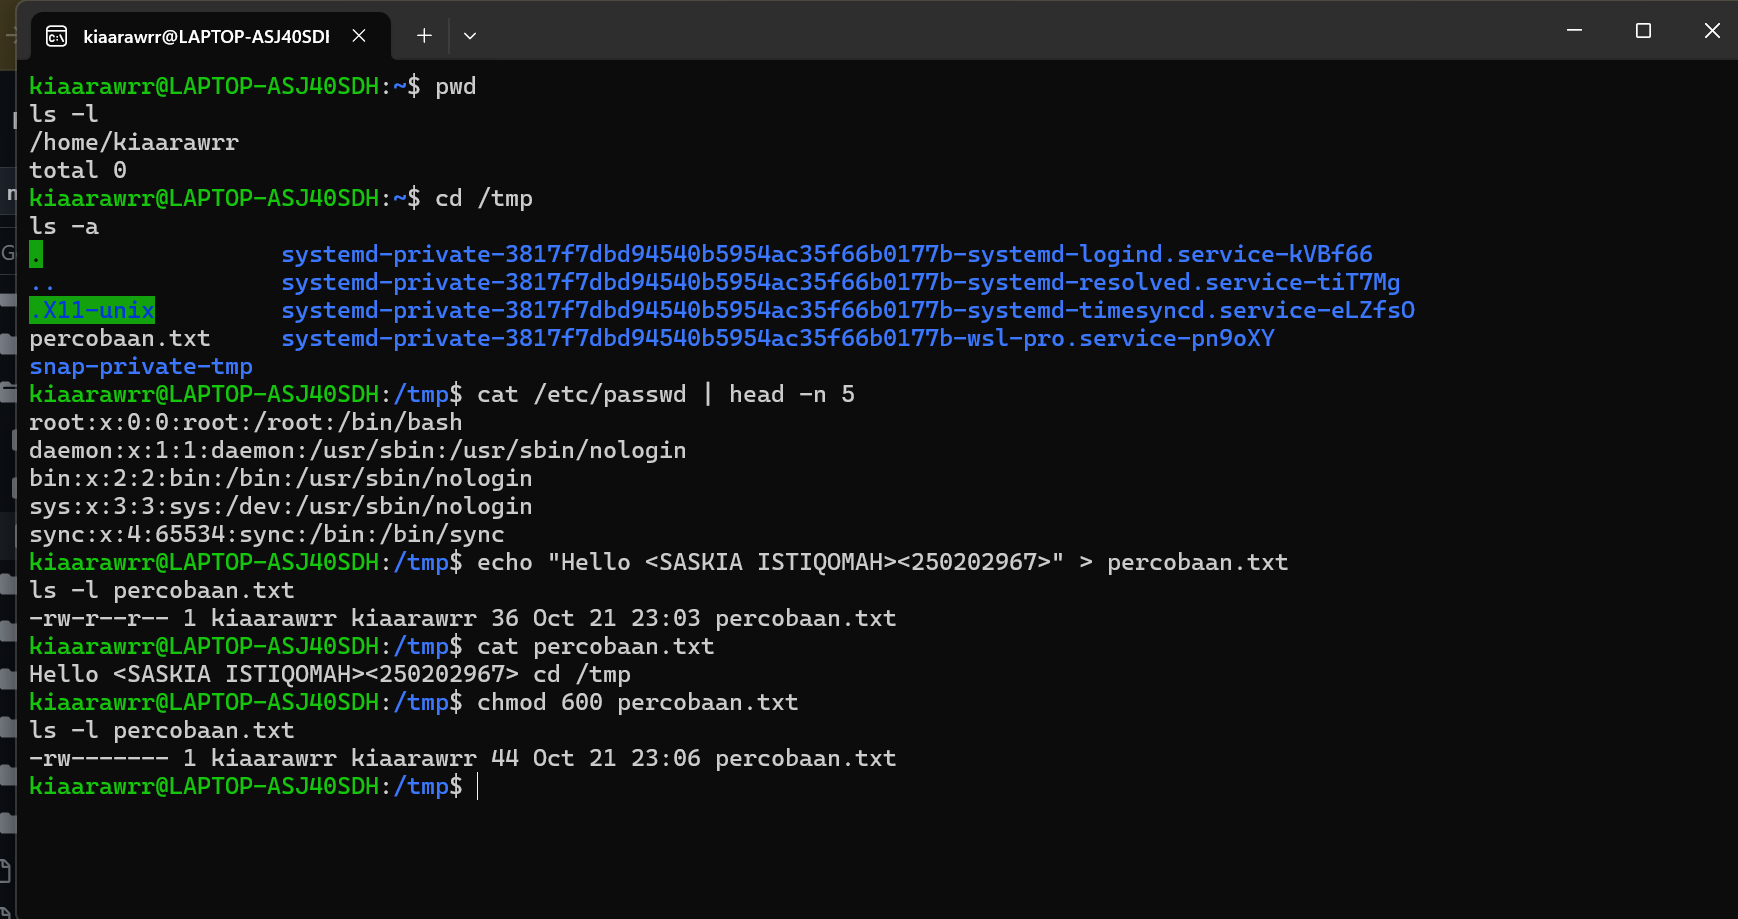 kiaarawrr@LAPTOP-ASJ40SDH
kiaarawrr@LAPTOP-ASJ40SDH:~$ pwd
ls -l
/home/kiaarawrr
total 0
kiaarawrr@LAPTOP-ASJ40SDH:~$ cd /tmp
ls -a
. systemd-private-3817f7dbd94540b5954ac35f66b0177b-systemd-logind.service-kVBf66
.. systemd-private-3817f7dbd94540b5954ac35f66b0177b-systemd-resolved.service-tiT7Mg
.X11-unix systemd-private-3817f7dbd94540b5954ac35f66b0177b-systemd-timesyncd.service-eLZfsO
percobaan.txt systemd-private-3817f7dbd94540b5954ac35f66b0177b-wsl-pro.service-pn9oXY
snap-private-tmp
kiaarawrr@LAPTOP-ASJ40SDH:/tmp$ cat /etc/passwd | head -n 5
root:x:0:0:root:/root:/bin/bash
daemon:x:1:1:daemon:/usr/sbin:/usr/sbin/nologin
bin:x:2:2:bin:/bin:/usr/sbin/nologin
sys:x:3:3:sys:/dev:/usr/sbin/nologin
sync:x:4:65534:sync:/bin:/bin/sync
kiaarawrr@LAPTOP-ASJ40SDH:/tmp$ echo "Hello <SASKIA ISTIQOMAH><250202967>" > percobaan.txt
ls -l percobaan.txt
-rw-r--r-- 1 kiaarawrr kiaarawrr 36 Oct 21 23:03 percobaan.txt
kiaarawrr@LAPTOP-ASJ40SDH:/tmp$ cat percobaan.txt
Hello <SASKIA ISTIQOMAH><250202967> cd /tmp
kiaarawrr@LAPTOP-ASJ40SDH:/tmp$ chmod 600 percobaan.txt
ls -l percobaan.txt
-rw------- 1 kiaarawrr kiaarawrr 44 Oct 21 23:06 percobaan.txt
kiaarawrr@LAPTOP-ASJ40SDH:/tmp$